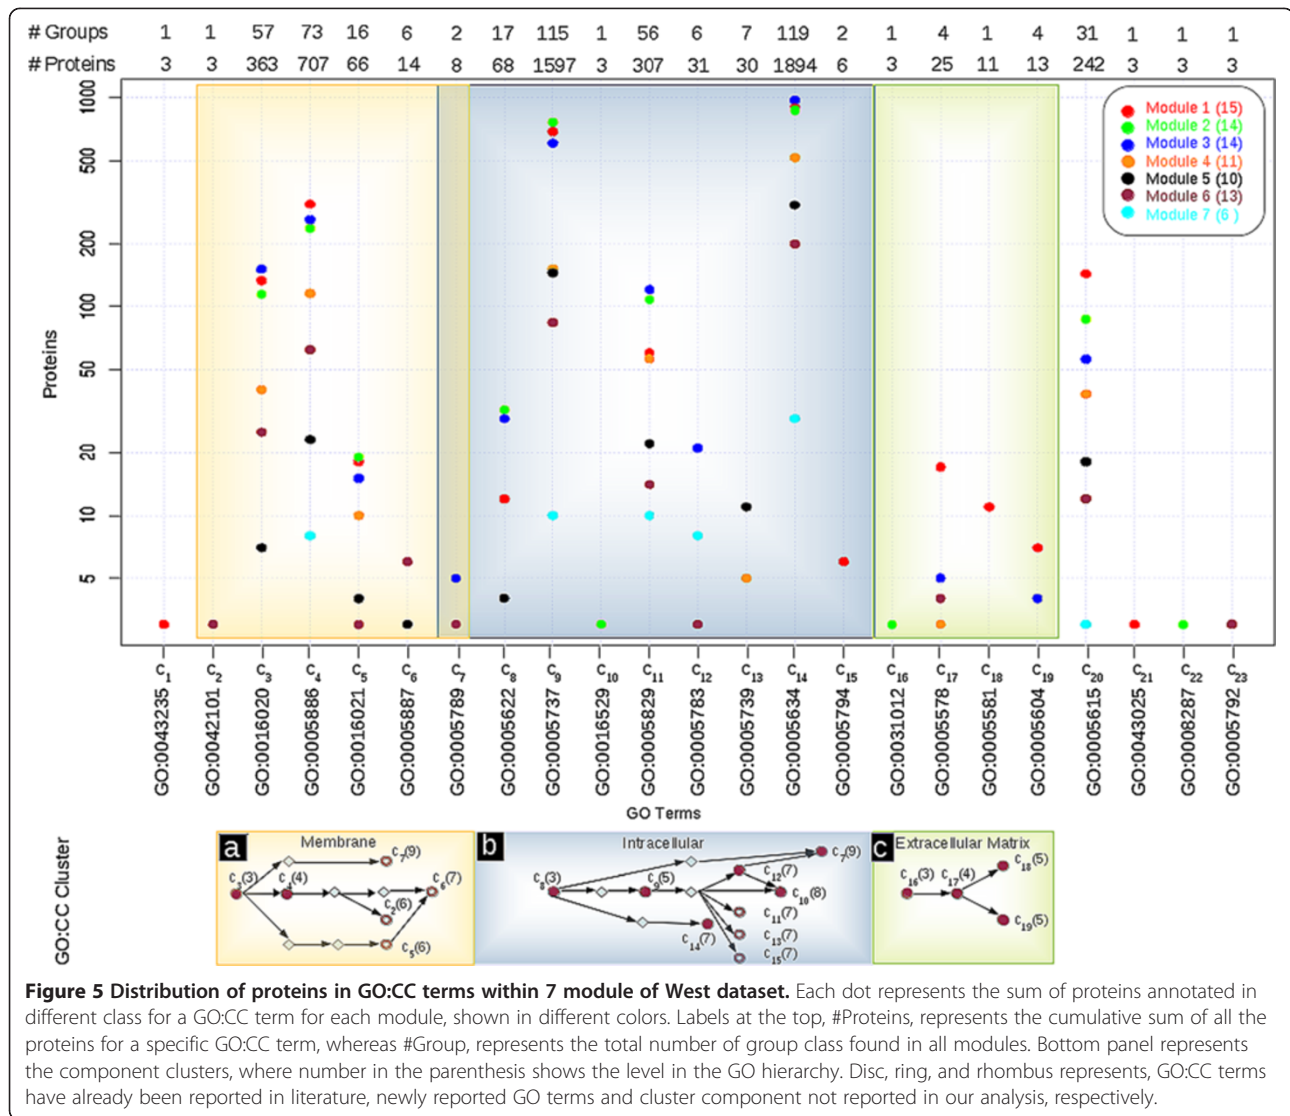 # Groups 1 1 57 73 16 6 2 17 115 1 56 6 7 119 2 1 4 1 4 31 1 1 1
# Proteins 3 3 363 707 66 14 8 68 1597 3 307 31 30 1894 6 3 25 11 13 242 3 3 3
Module 1 (15)
Module 2 (14)
Module 3 (14)
Module 4 (11)
Module 5 (10)
Module 6 (13)
Module 7 (6 )
Proteins
1000
500
200
100
50
20
10
5
C1 C2 C3 C4 C5 C6 C7 C8 C9 C10 C11 C12 C13 C14 C15 C16 C17 C18 C19 C20 C21 C22 C23
GO:0043235
GO:0042101
GO:0016020
GO:0005886
GO:0016021
GO:0005887
GO:0005789
GO:0005622
GO:0005737
GO:0016529
GO:0005829
GO:0005783
GO:0005739
GO:0005634
GO:0005794
GO:0031012
GO:0005578
GO:0005581
GO:0005604
GO:0005615
GO:0043025
GO:0008287
GO:0005792
GO Terms
GO:CC Cluster
a Membrane
C7(9)
C3(3) C4(4) C6(7)
C2(6)
C5(6)
b Intracellular
C7(9)
C12(7)
C8(3) C9(5)
C10(8)
C11(7)
C14(7) C13(7)
C15(7)
c Extracellular Matrix
C18(5)
C16(3) C17(4)
C19(5)
Figure 5 Distribution of proteins in GO:CC terms within 7 module of West dataset. Each dot represents the sum of proteins annotated in
different class for a GO:CC term for each module, shown in different colors. Labels at the top, #Proteins, represents the cumulative sum of all the
proteins for a specific GO:CC term, whereas #Group, represents the total number of group class found in all modules. Bottom panel represents
the component clusters, where number in the parenthesis shows the level in the GO hierarchy. Disc, ring, and rhombus represents, GO:CC terms
have already been reported in literature, newly reported GO terms and cluster component not reported in our analysis, respectively.